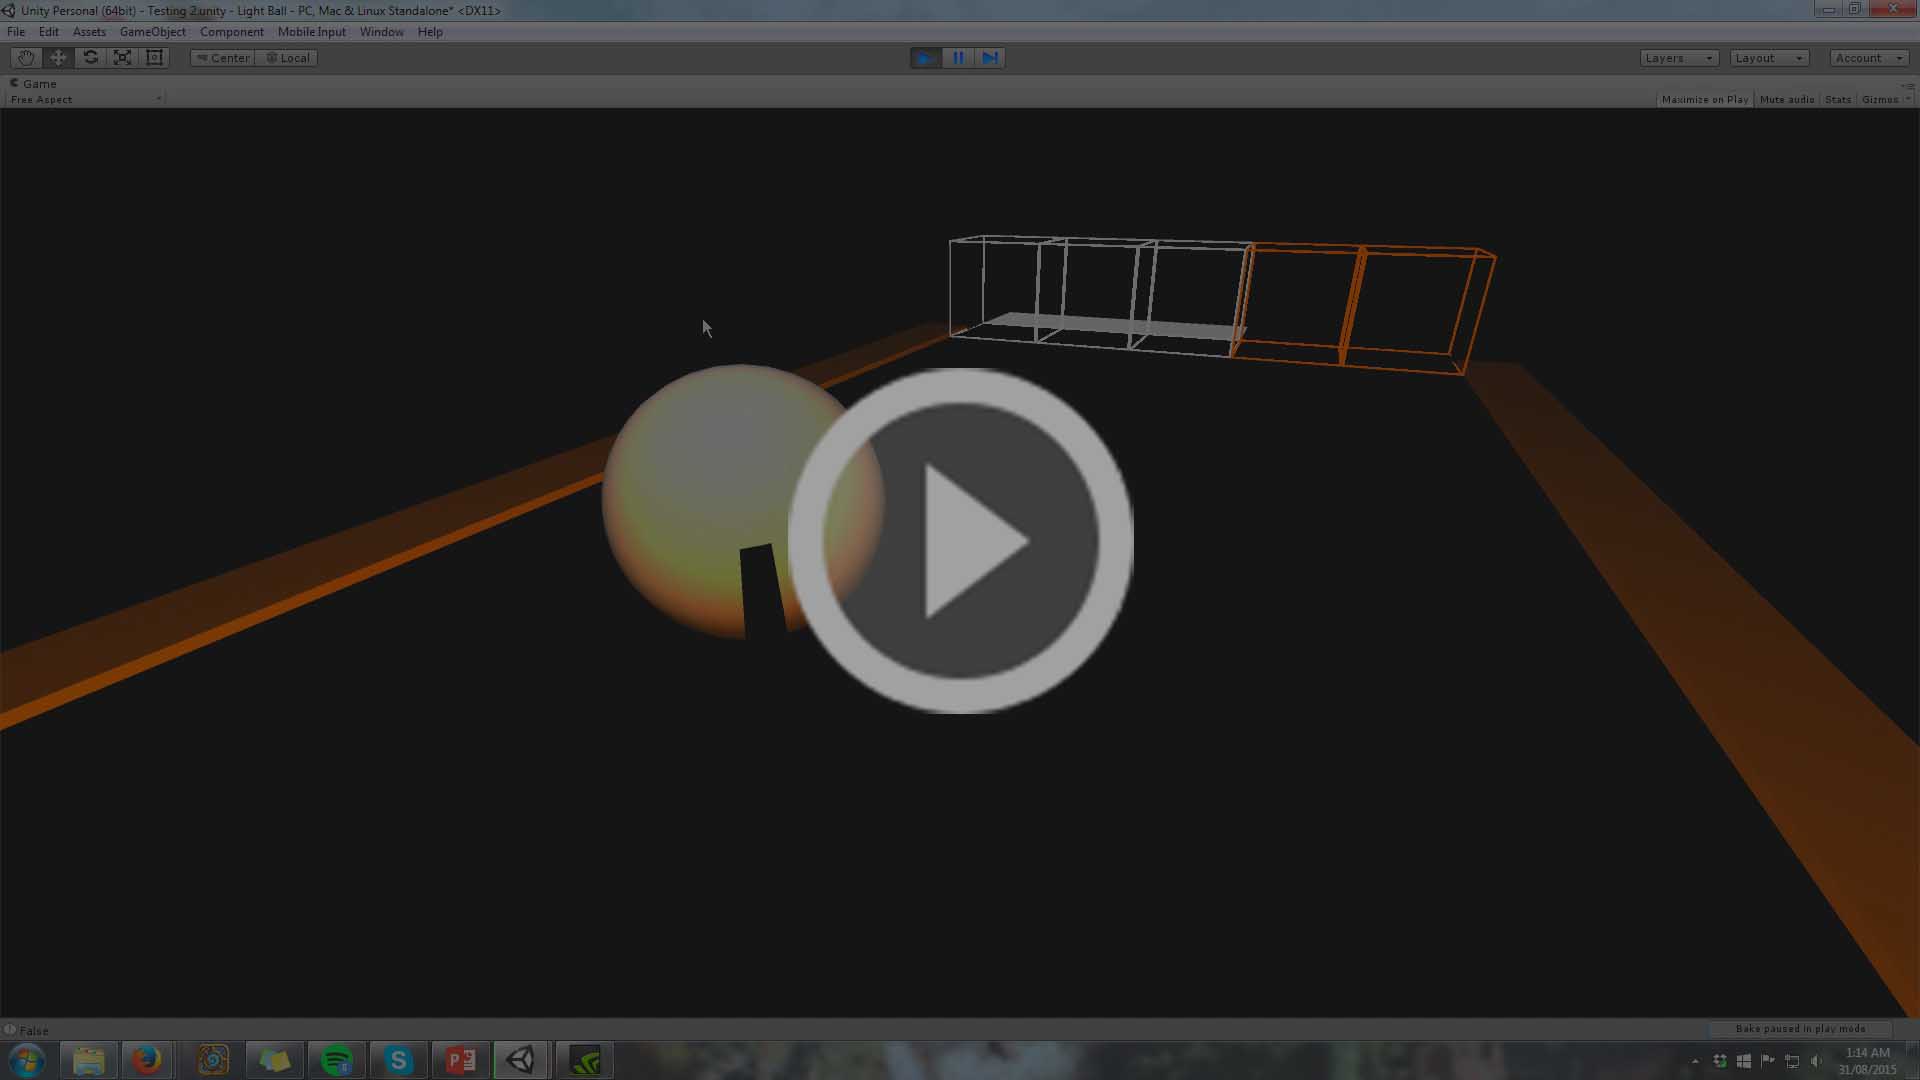 Unity Personal (64bit) - Testing 2.unity - Light Ball - PC, Mac & Linux Standalone* <DX11>
File Edit Assets GameObject Component Mobile Input Window Help
Center Local Layers Layout Account
Game
Free Aspect Maximize on Play Mute audio Stats Gizmos
False Bake paused in play mode
1:14 AM
31/08/2015